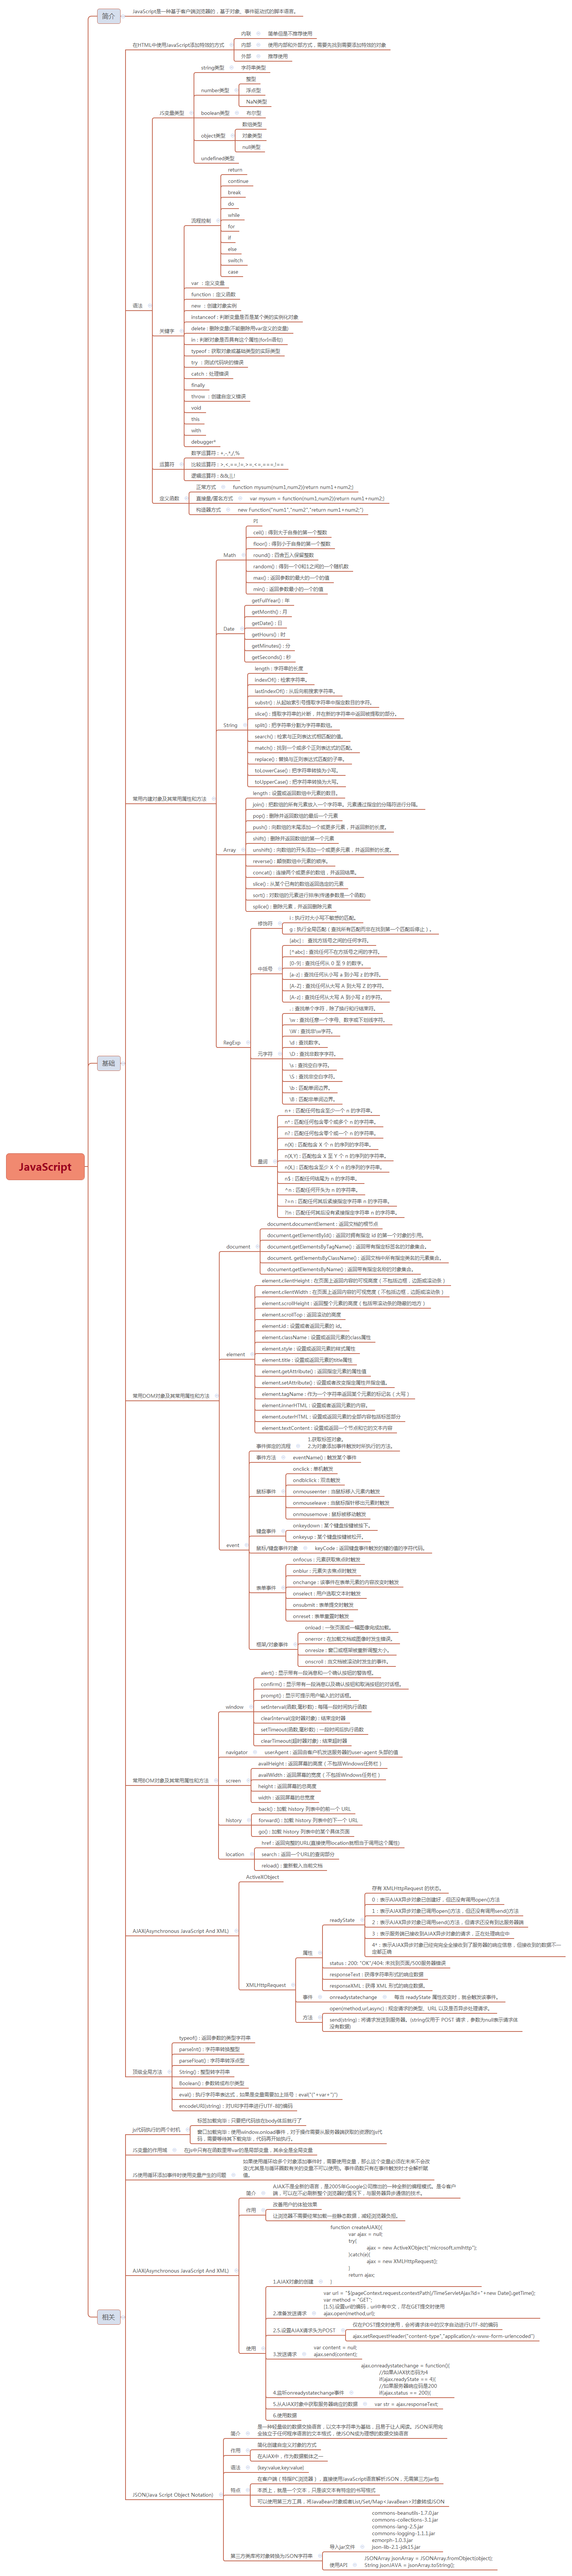 简介
JavaScript是一种基于客户端浏览器的，基于对象、事件驱动式的脚本语言。
JavaScript
基础
在HTML中使用JavaScript添加特效的方式
内联
简单但是不推荐使用
内部
使用内部和外部方式，需要先找到需要添加特效的对象
外部
推荐使用
语法
JS变量类型
string类型
字符串类型
number类型
整型
浮点型
NaN类型
boolean类型
布尔型
object类型
数组类型
对象类型
null类型
undefined类型
关键字
流程控制
return
continue
break
do
while
for
if
else
switch
case
var ：定义变量
function：定义函数
new ：创建对象实例
instanceof：判断变量是否是某个类的实例化对象
delete：删除变量(不能删除用var定义的变量)
in：判断对象是否具有这个属性(forIn语句)
typeof：获取对象或基础类型的实际类型
try ：测试代码块的错误
catch：处理错误
finally
throw ：创建自定义错误
void
this
with
debugger*
运算符
数学运算符：+,-,*,/,%
比较运算符：>,<,==,!=,>=,<=,===,!==
逻辑运算符：&&,||,!
定义函数
正常方式
function mysum(num1,num2){return num1+num2;}
直接量/匿名方式
var mysum = function(num1,num2){return num1+num2;}
构造器方式
new Function("num1","num2","return num1+num2;")
常用内建对象及其常用属性和方法
Math
PI
ceil()：得到大于自身的第一个整数
floor()：得到小于自身的第一个整数
round()：四舍五入保留整数
random()：得到一个0和1之间的一个随机数
max()：返回参数的最大的一个的值
min()：返回参数最小的一个的值
Date
getFullYear()：年
getMonth()：月
getDate()：日
getHours()：时
getMinutes()：分
getSeconds()：秒
String
length：字符串的长度
indexOf()：检索字符串。
lastIndexOf()：从后向前搜索字符串。
substr()：从起始索引号提取字符串中指定数目的字符。
slice()：提取字符串的片断，并在新的字符串中返回被提取的部分。
split()：把字符串分割为字符串数组。
search()：检索与正则表达式相匹配的值。
match()：找到一个或多个正则表达式的匹配。
replace()：替换与正则表达式匹配的子串。
toLowerCase()：把字符串转换为小写。
toUpperCase()：把字符串转换为大写。
Array
length：设置或返回数组中元素的数目。
join()：把数组的所有元素放入一个字符串。元素通过指定的分隔符进行分隔。
pop()：删除并返回数组的最后一个元素
push()：向数组的末尾添加一个或更多元素，并返回新的长度。
shift()：删除并返回数组的第一个元素
unshift()：向数组的开头添加一个或更多元素，并返回新的长度。
reverse()：颠倒数组中元素的顺序。
concat()：连接两个或更多的数组，并返回结果。
slice()：从某个已有的数组返回选定的元素
sort()：对数组的元素进行排序(传递参数是一个函数)
splice()：删除元素，并返回删除元素
RegExp
修饰符
i：执行对大小写不敏感的匹配。
g：执行全局匹配（查找所有匹配而非在找到第一个匹配后停止）。
中括号
[abc]： 查找方括号之间的任何字符。
[^abc]：查找任何不在方括号之间的字符。
[0-9]：查找任何从 0 至 9 的数字。
[a-z]：查找任何从小写 a 到小写 z 的字符。
[A-Z]：查找任何从大写 A 到大写 Z 的字符。
[A-z]：查找任何从大写 A 到小写 z 的字符。
元字符
.：查找单个字符，除了换行和行结束符。
\w：查找任意一个字母、数字或下划线字符。
\W：查找非\w字符。
\d：查找数字。
\D：查找非数字字符。
\s：查找空白字符。
\S：查找非空白字符。
\b：匹配单词边界。
\B：匹配非单词边界。
量词
n+：匹配任何包含至少一个 n 的字符串。
n*：匹配任何包含零个或多个 n 的字符串。
n?：匹配任何包含零个或一个 n 的字符串。
n{X}：匹配包含 X 个 n 的序列的字符串。
n{X,Y}：匹配包含 X 至 Y 个 n 的序列的字符串。
n{X,}：匹配包含至少 X 个 n 的序列的字符串。
n$：匹配任何结尾为 n 的字符串。
^n：匹配任何开头为 n 的字符串。
?=n：匹配任何其后紧接指定字符串 n 的字符串。
?!n：匹配任何其后没有紧接指定字符串 n 的字符串。
常用DOM对象及其常用属性和方法
document
document.documentElement：返回文档的根节点
document.getElementById()：返回对拥有指定 id 的第一个对象的引用。
document.getElementsByTagName()：返回带有指定标签名的对象集合。
document. getElementsByClassName()：返回文档中所有指定类名的元素集合。
document.getElementsByName()：返回带有指定名称的对象集合。
element
element.clientHeight：在页面上返回内容的可视高度（不包括边框，边距或滚动条）
element.clientWidth：在页面上返回内容的可视宽度（不包括边框，边距或滚动条）
element.scrollHeight：返回整个元素的高度（包括带滚动条的隐蔽的地方）
element.scrollTop：返回滚动的高度
element.id：设置或者返回元素的 id。
element.className：设置或返回元素的class属性
element.style：设置或返回元素的样式属性
element.title：设置或返回元素的title属性
element.getAttribute()：返回指定元素的属性值
element.setAttribute()：设置或者改变指定属性并指定值。
element.tagName：作为一个字符串返回某个元素的标记名（大写）
element.innerHTML：设置或者返回元素的内容。
element.outerHTML：设置或返回元素的全部内容包括标签部分
element.textContent：设置或返回一个节点和它的文本内容
event
事件绑定的流程
1.获取标签对象。
2.为对象添加事件触发时所执行的方法。
事件方法
eventName()：触发某个事件
鼠标事件
onclick：单机触发
ondblclick：双击触发
onmouseenter：当鼠标移入元素内触发
onmouseleave：当鼠标指针移出元素时触发
onmousemove：鼠标被移动触发
键盘事件
onkeydown：某个键盘按键被按下。
onkeyup：某个键盘按键被松开。
鼠标/键盘事件对象
keyCode：返回键盘事件触发的键的值的字符代码。
表单事件
onfocus：元素获取焦点时触发
onblur：元素失去焦点时触发
onchange：该事件在表单元素的内容改变时触发
onselect：用户选取文本时触发
onsubmit：表单提交时触发
onreset：表单重置时触发
框架/对象事件
onload：一张页面或一幅图像完成加载。
onerror：在加载文档或图像时发生错误。
onresize：窗口或框架被重新调整大小。
onscroll：当文档被滚动时发生的事件。
常用BOM对象及其常用属性和方法
window
alert()：显示带有一段消息和一个确认按钮的警告框。
confirm()：显示带有一段消息以及确认按钮和取消按钮的对话框。
prompt()：显示可提示用户输入的对话框。
setInterval(函数,毫秒数)：每隔一段时间执行函数
clearInterval(定时器对象)：结束定时器
setTimeout(函数,毫秒数)：一段时间后执行函数
clearTimeout(超时器对象)：结束超时器
navigator
userAgent：返回由客户机发送服务器的user-agent 头部的值
screen
availHeight：返回屏幕的高度（不包括Windows任务栏）
availWidth：返回屏幕的宽度（不包括Windows任务栏）
height：返回屏幕的总高度
width：返回屏幕的总宽度
history
back()：加载 history 列表中的前一个 URL
forward()：加载 history 列表中的下一个 URL
go()：加载 history 列表中的某个具体页面
location
href：返回完整的URL(直接使用location就相当于调用这个属性)
search：返回一个URL的查询部分
reload()：重新载入当前文档
AJAX(Asynchronous JavaScript And XML)
ActiveXObject
XMLHttpRequest
属性
readyState
存有 XMLHttpRequest 的状态。
0：表示AJAX异步对象已创建好，但还没有调用open()方法
1：表示AJAX异步对象已调用open()方法，但还没有调用send()方法
2：表示AJAX异步对象已调用send()方法，但请求还没有到达服务器端
3：表示服务端已接收到AJAX异步对象的请求，正在处理响应中
4*：表示AJAX异步对象已经完完全全接收到了服务器的响应信息，但接收到的数据不一
定都正确
status：200: "OK"/404: 未找到页面/500服务器错误
responseText：获得字符串形式的响应数据
responseXML：获得 XML 形式的响应数据。
事件
onreadystatechange
每当 readyState 属性改变时，就会触发该事件。
方法
open(method,url,async)：规定请求的类型、URL 以及是否异步处理请求。
send(string)：将请求发送到服务器。(string仅用于 POST 请求，参数为null表示请求体
没有数据)
顶级全局方法
typeof()：返回参数的类型字符串
parseInt()：字符串转换整型
parseFloat()：字符串转浮点型
String()：整型转字符串
Boolean()：参数转成布尔类型
eval()：执行字符串表达式，如果是变量需要加上括号：eval("("+var+")")
encodeURI(string)：对URI字符串进行UTF-8的编码
相关
js代码执行的两个时机
标签加载完毕：只要把代码放在body体后就行了
窗口加载完毕：使用window.onload事件，对于操作需要从服务器端获取的资源的js代
码，需要等待其下载完毕，代码再开始执行。
JS变量的作用域
在js中只有在函数里带var的是局部变量，其余全是全局变量
JS使用循环添加事件时使用变量产生的问题
如果使用循环给多个对象添加事件时，需要使用变量，那么这个变量必须在未来不会改
变(尤其是与循环跟数有关的变量不可以使用)。事件函数只有在事件触发时才会解析赋
值。
AJAX(Asynchronous JavaScript And XML)
简介
AJAX不是全新的语言，是2005年Google公司推出的一种全新的编程模式。是令客户
端，可以在不必刷新整个浏览器的情况下，与服务器异步通信的技术。
作用
改善用户的体验效果
让浏览器不需要经常加载一些静态数据，减轻浏览器负担。
使用
1.AJAX对象的创建
function createAJAX(){
var ajax = null;
try{
ajax = new ActiveXObject("microsoft.xmlhttp");
}catch(e){
ajax = new XMLHttpRequest();
}
return ajax;
}
2.准备发送请求
var url = "${pageContext.request.contextPath}/TimeServletAjax?id="+new Date().getTime();
var method = "GET";
(1.5).设置url的编码，url中有中文，尽在GET提交时使用
ajax.open(method,url);
2.5.设置AJAX请求头为POST
仅在POST提交时使用，会将请求体中的汉字自动进行UTF-8的编码
ajax.setRequestHeader("content-type","application/x-www-form-urlencoded")
3.发送请求
var content = null;
ajax.send(content);
4.监听onreadystatechange事件
ajax.onreadystatechange = function(){
//如果AJAX状态码为4
if(ajax.readyState == 4){
//如果服务器响应码是200
if(ajax.status == 200){
5.从AJAX对象中获取服务器响应的数据
var str = ajax.responseText;
6.使用数据
JSON(Java Script Object Notation)
简介
是一种轻量级的数据交换语言，以文本字符串为基础，且易于让人阅读。JSON采用完
全独立于任何程序语言的文本格式，使JSON成为理想的数据交换语言
作用
简化创建自定义对象的方式
在AJAX中，作为数据载体之一
语法
{key:value,key:value}
特点
在客户端（特指PC浏览器），直接使用JavaScript语言解析JSON，无需第三方jar包
本质上，就是一个文本，只是该文本有特定的书写格式
可以使用第三方工具，将JavaBean对象或者List/Set/Map<JavaBean>对象转成JSON
第三方类库将对象转换为JSON字符串
导入jar文件
commons-beanutils-1.7.0.jar
commons-collections-3.1.jar
commons-lang-2.5.jar
commons-logging-1.1.1.jar
ezmorph-1.0.3.jar
json-lib-2.1-jdk15.jar
使用API
JSONArray jsonArray = JSONArray.fromObject(object);
String jsonJAVA = jsonArray.toString();